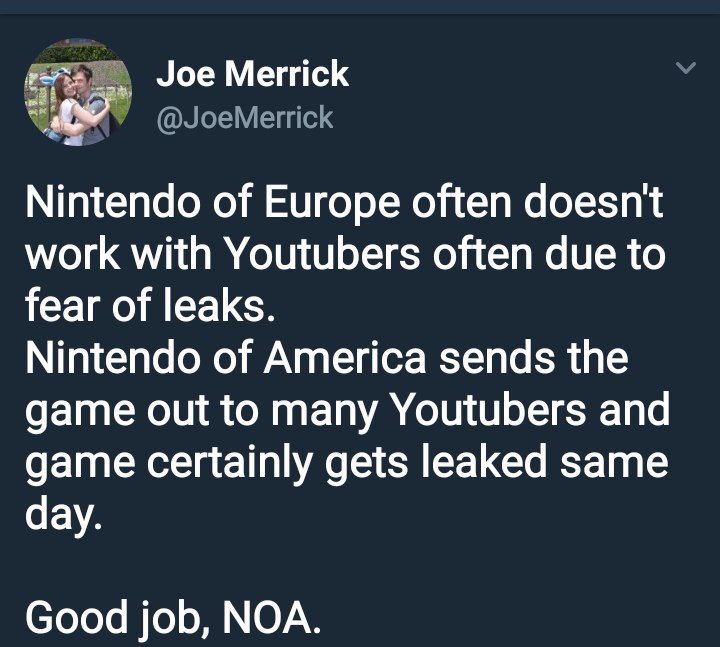 Joe Merrick
@JoeMerrick
Nintendo of Europe often doesn't
work with Youtubers often due to
fear of leaks.
Nintendo of America sends the
game out to many Youtubers and
game certainly gets leaked same
day.
Good job, NOA.